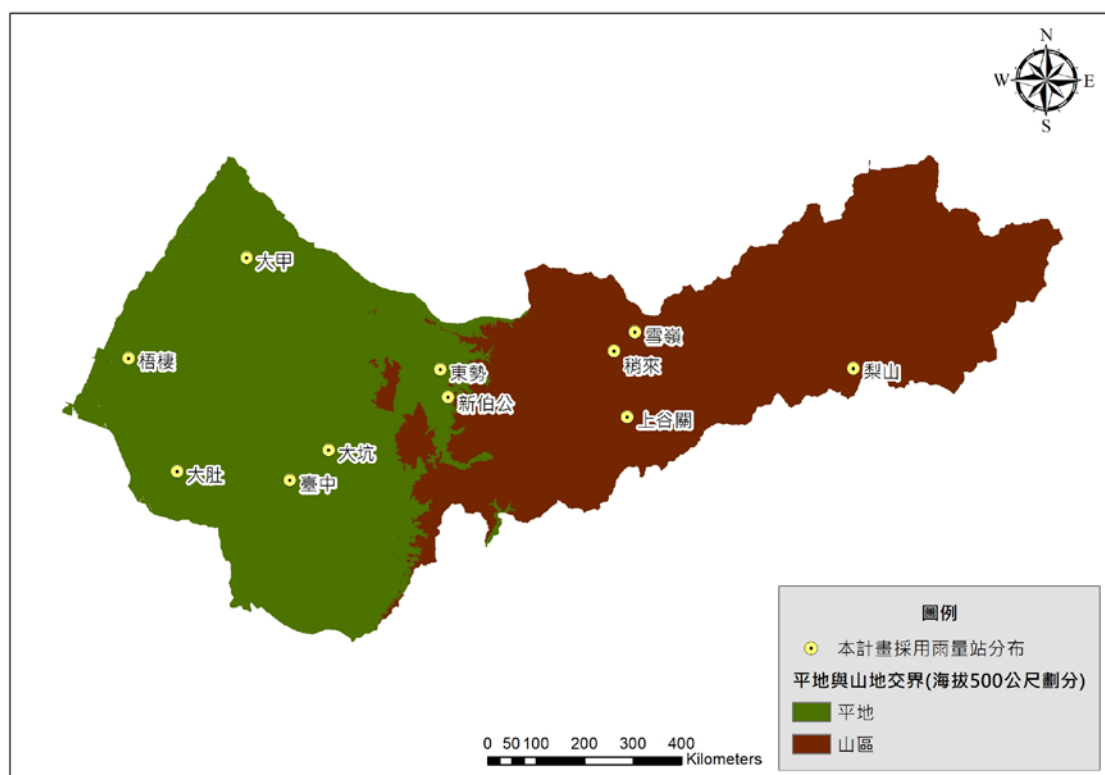 N
W E
S
大甲
梧棲
雪嶺
稍來
東勢
梨山
新伯公
上谷關
大坑
大肚
臺中
圖例
本計畫採用雨量站分布
平地與山地交界(海拔500公尺劃分)
平地
山區
0 50 100 200 300 400
Kilometers